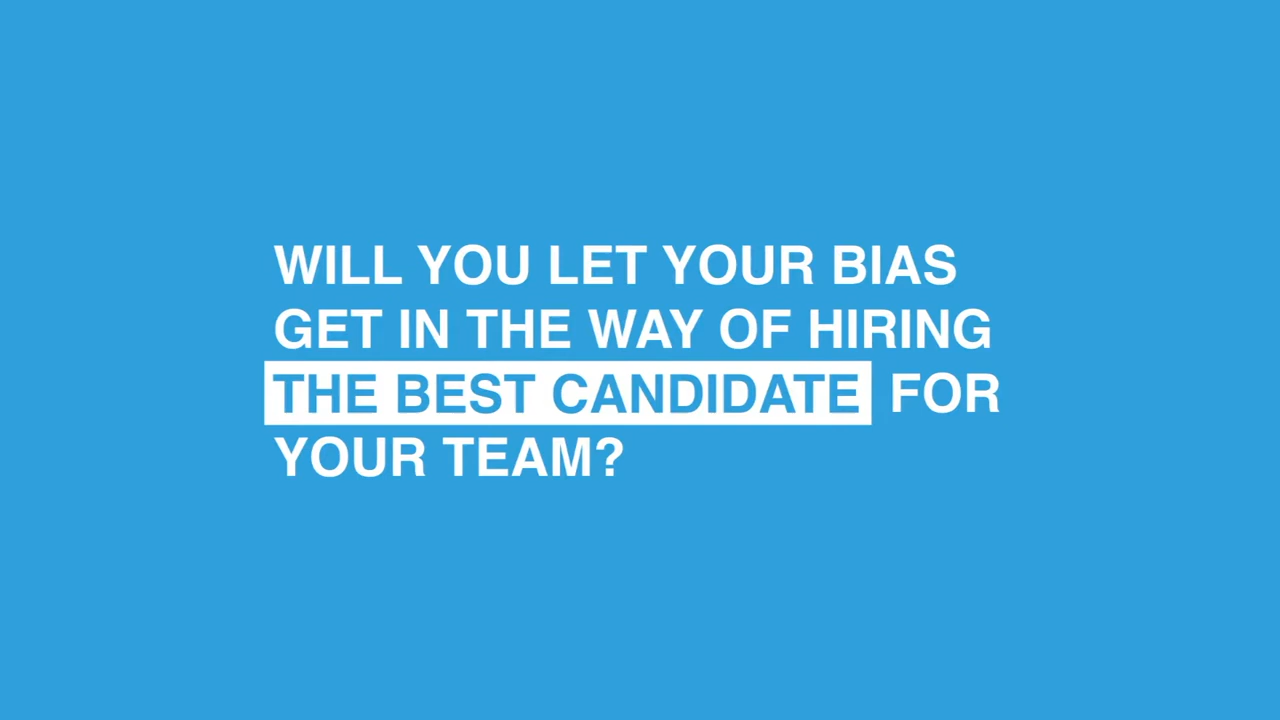 WILL YOU LET YOUR BIAS
GET IN THE WAY OF HIRING
THE BEST CANDIDATE FOR
YOUR TEAM?